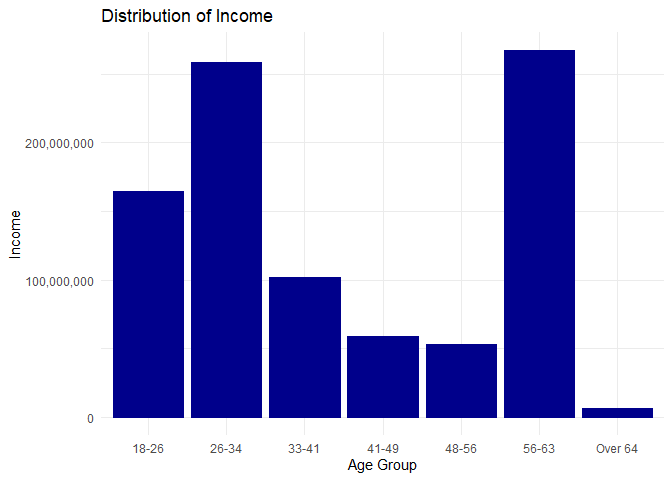 Distribution of Income
Income
200,000,000
100,000,000
0
18-26 26-34 33-41 41-49 48-56 56-63 Over 64
Age Group